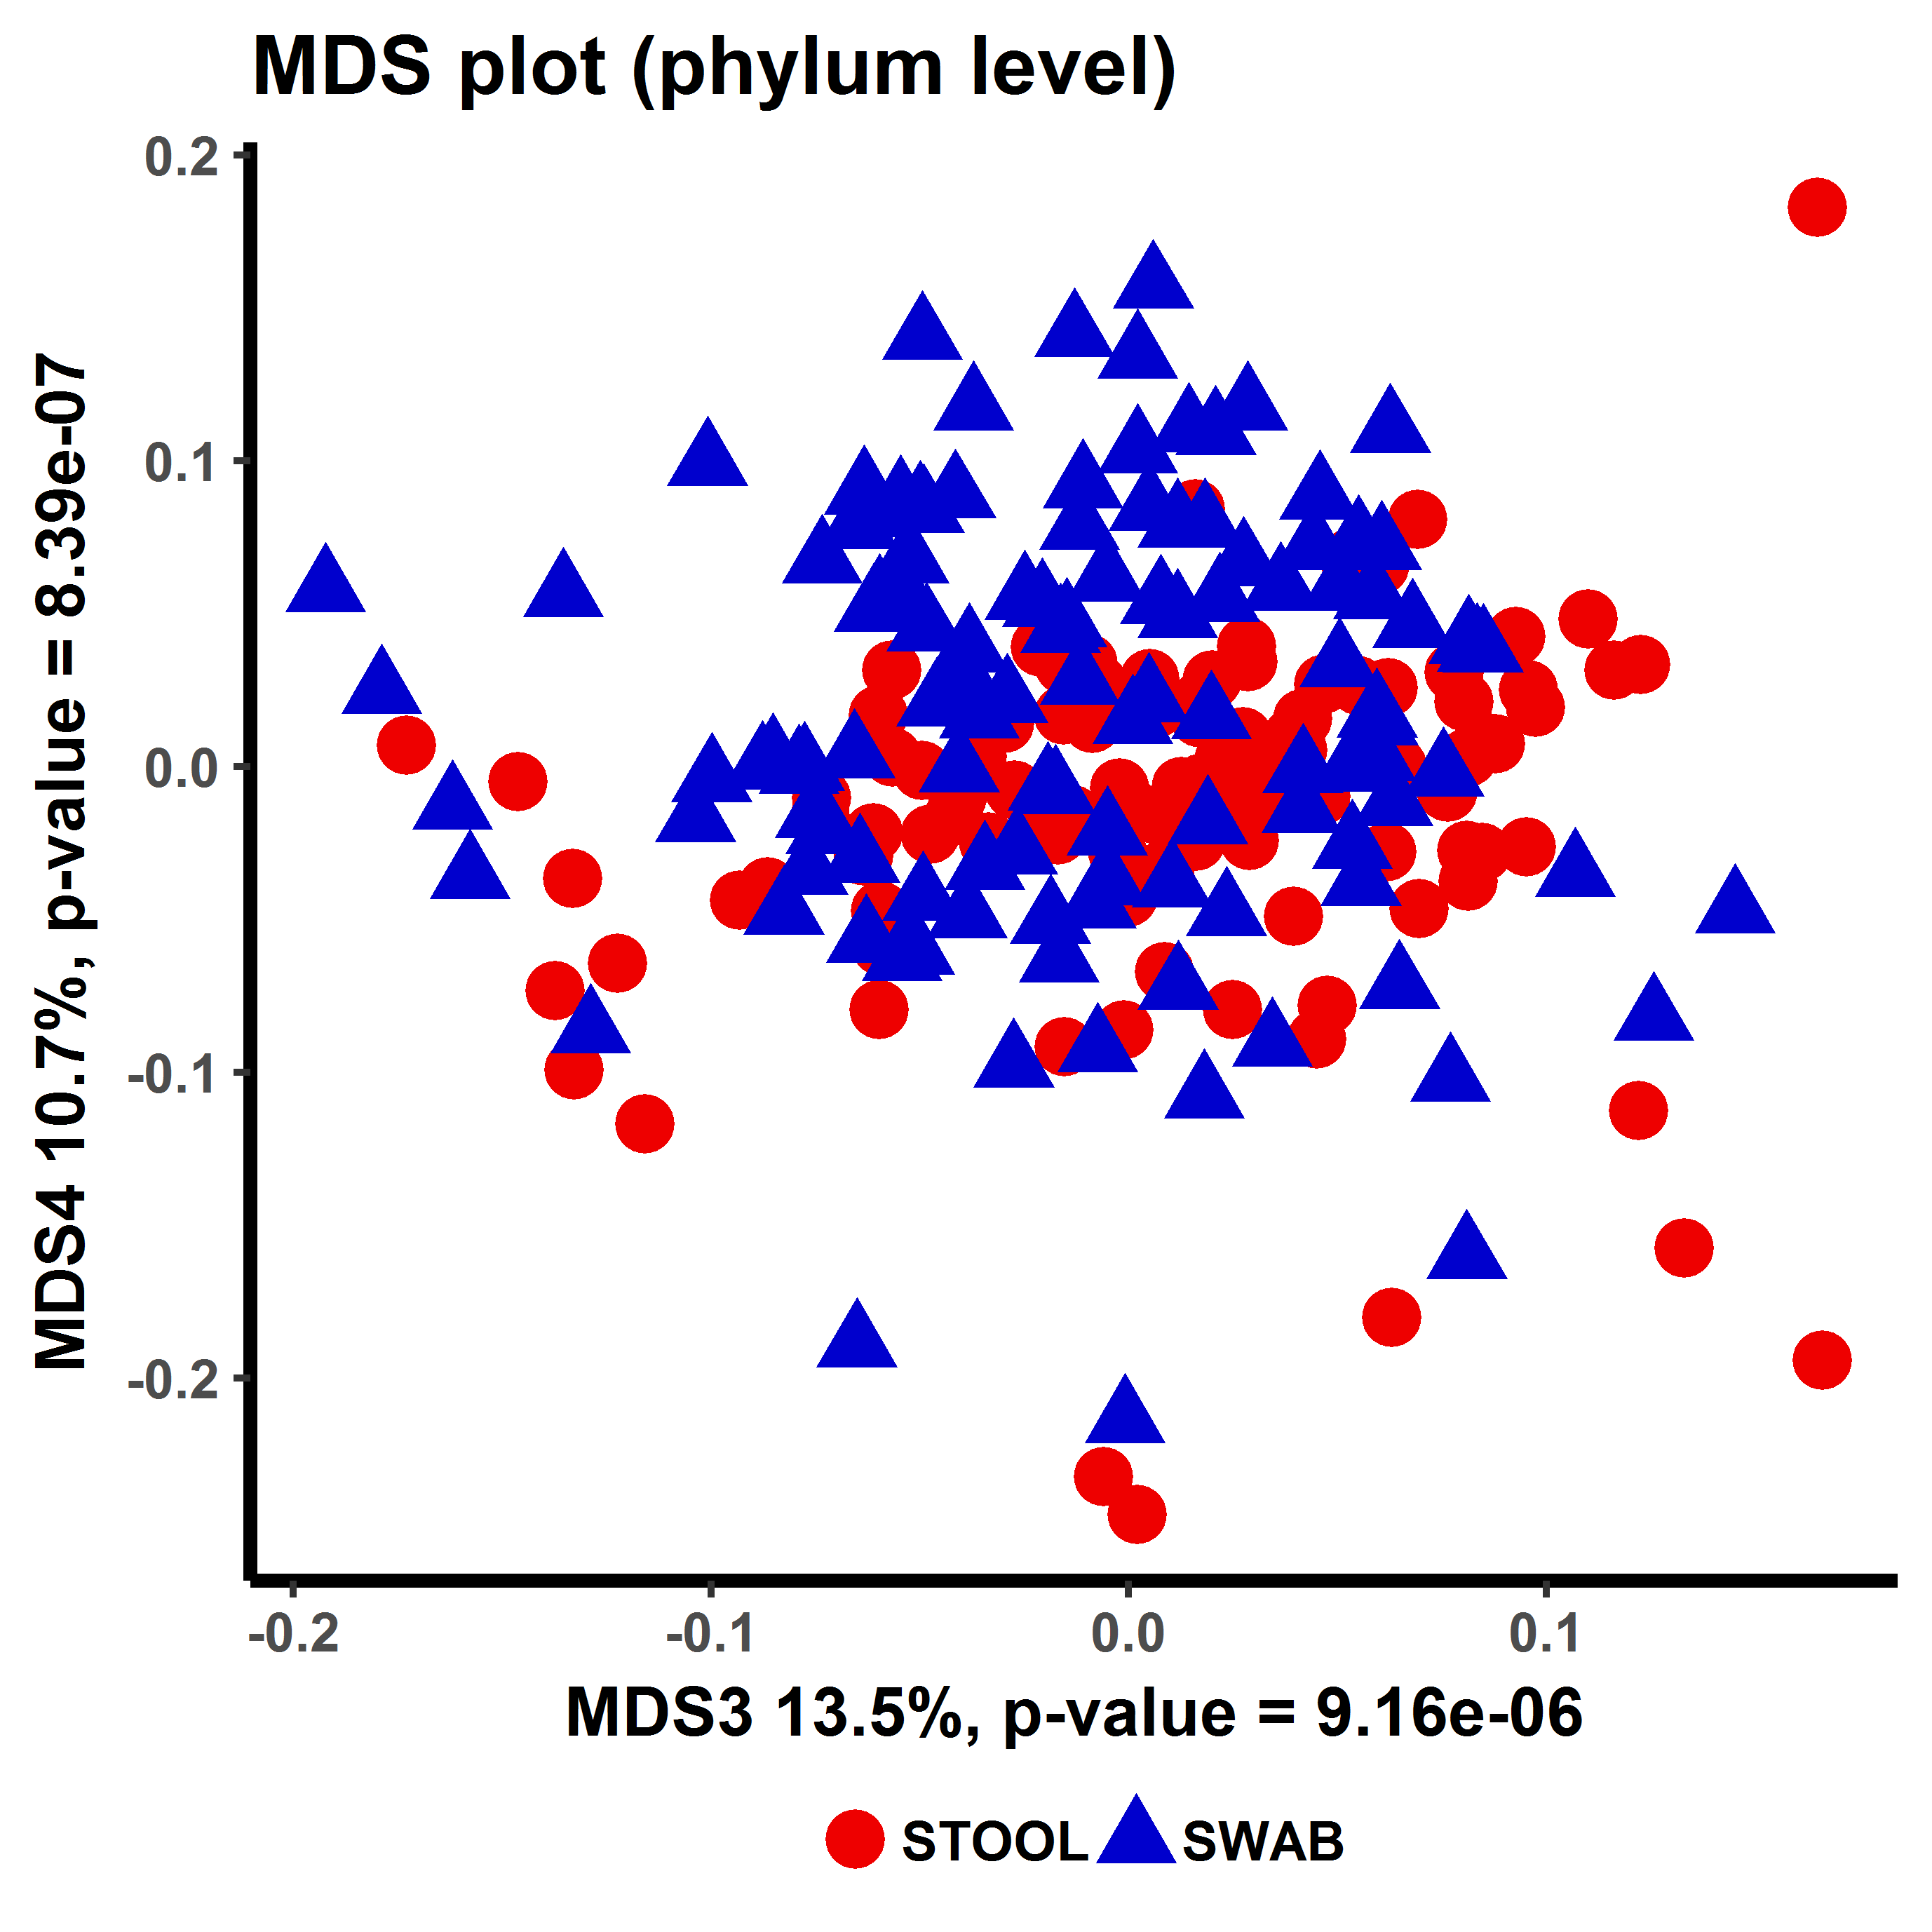 MDS plot (phylum level)
MDS4 10.7%, p-value = 8.39e-07
0.2
0.1
0.0
-0.1
-0.2
-0.2 -0.1 0.0 0.1
MDS3 13.5%, p-value = 9.16e-06
STOOL SWAB